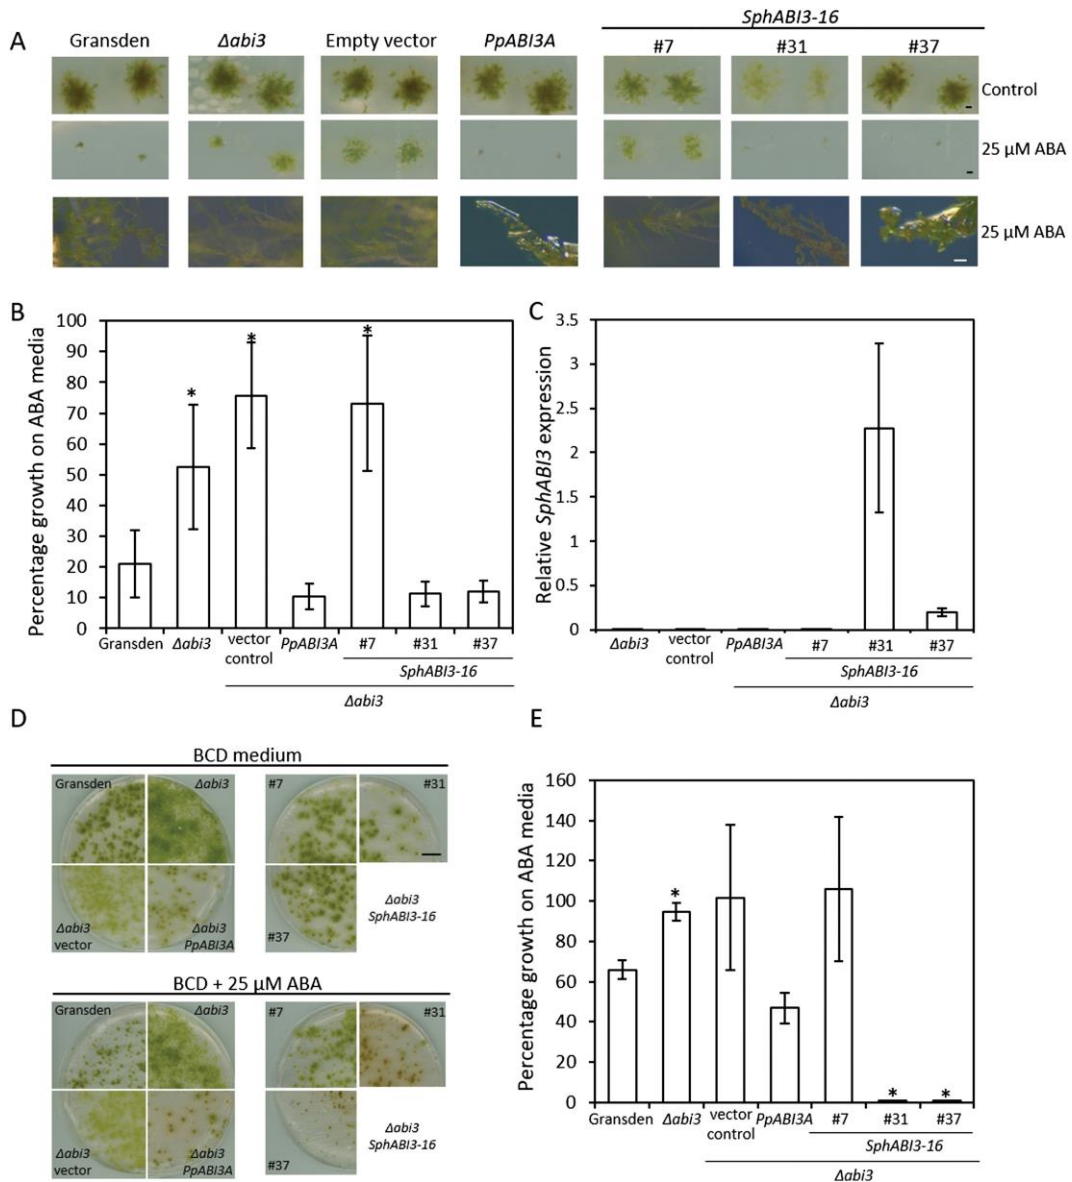 A
Gransden
Δabi3
Empty vector
PpABI3A
SphABI3-16
#7
#31
#37
Control
25 µM ABA
25 µM ABA
B
Percentage growth on ABA media
100
90
80
70
60
50
40
30
20
10
0
*
*
*
Gransden
Δabi3
vector
control
PpABI3A
#7
#31
#37
SphABI3-16
Δabi3
C
Relative SphABI3 expression
3.5
3
2.5
2
1.5
1
0.5
0
Δabi3
vector
control
PpABI3A
#7
#31
#37
SphABI3-16
Δabi3
D
BCD medium
Gransden
Δabi3
Δabi3
vector
Δabi3
PpABI3A
#7
#31
#37
Δabi3
SphABI3-16
BCD + 25 µM ABA
Gransden
Δabi3
Δabi3
vector
Δabi3
PpABI3A
#7
#31
#37
Δabi3
SphABI3-16
E
Percentage growth on ABA media
160
140
120
100
80
60
40
20
0
*
*
*
Gransden
Δabi3
vector
control
PpABI3A
#7
#31
#37
SphABI3-16
Δabi3